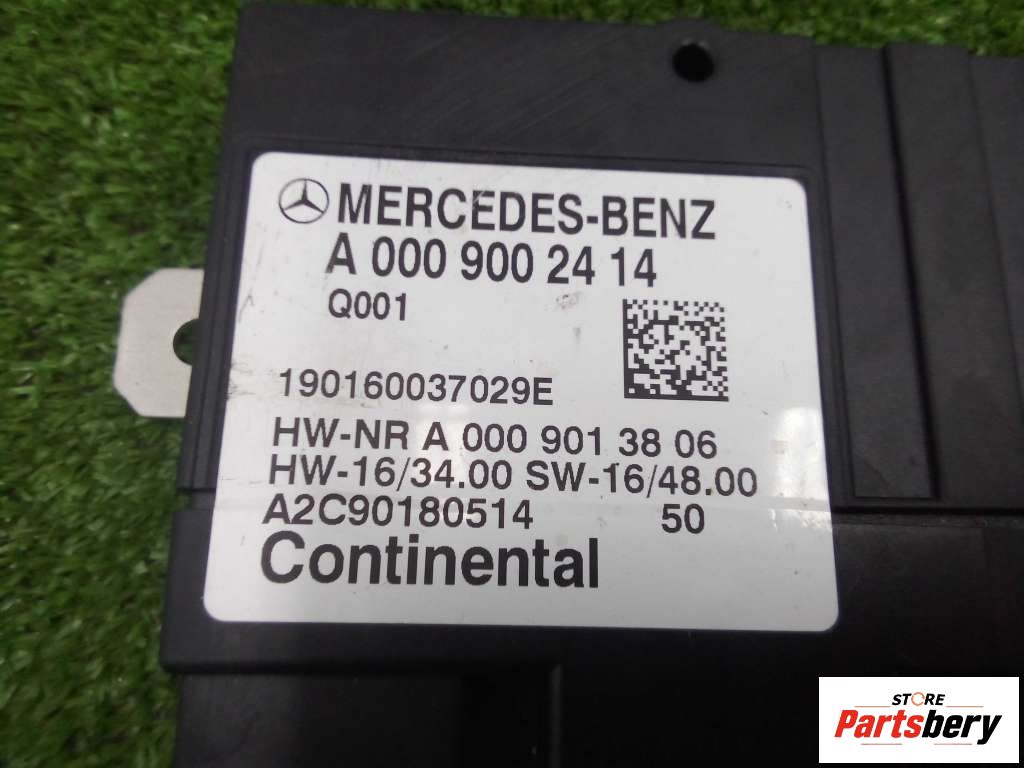 MERCEDES-BENZ
A 000 900 24 14
Q001
190160037029E
HW-NR A 000 901 38 06
HW-16/34.00 SW-16/48.00
A2C90180514 50
Continental
STORE
Partsbery